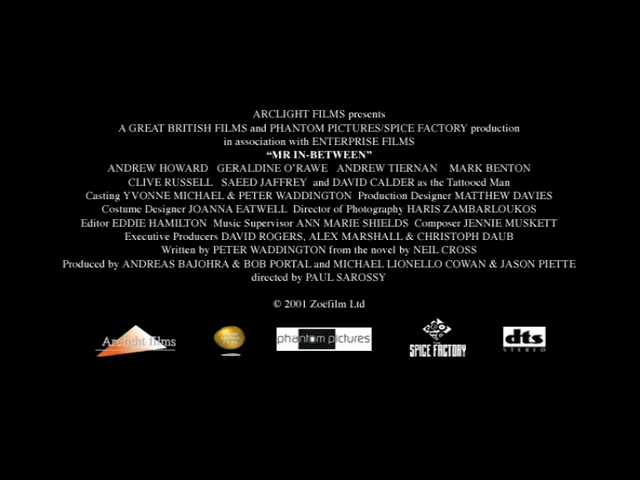 ARCLIGHT FILMS presents
A GREAT BRITISH FILMS and PHANTOM PICTURES/SPICE FACTORY production
in association with ENTERPRISE FILMS
“MR IN-BETWEEN”
ANDREW HOWARD GERALDINE O'RAWE ANDREW TIERNAN MARK BENTON
CLIVE RUSSELL SAEED JAFFREY and DAVID CALDER as the Tattooed Man
Casting YVONNE MICHAEL & PETER WADDINGTON Production Designer MATTHEW DAVIES
Costume Designer JOANNA EATWELL Director of Photography HARIS ZAMBARLOUKOS
Editor EDDIE HAMILTON Music Supervisor ANN MARIE SHIELDS Composer JENNIE MUSKETT
Executive Producers DAVID ROGERS, ALEX MARSHALL & CHRISTOPH DAUB
Written by PETER WADDINGTON from the novel by NEIL CROSS
Produced by ANDREAS BAJOHRA & BOB PORTAL and MICHAEL LIONELLO COWAN & JASON PIETTE
directed by PAUL SAROSSY
© 2001 Zoefilm Ltd
Arclight films
phantom pictures
SPICE FACTORY
dts
STEREO